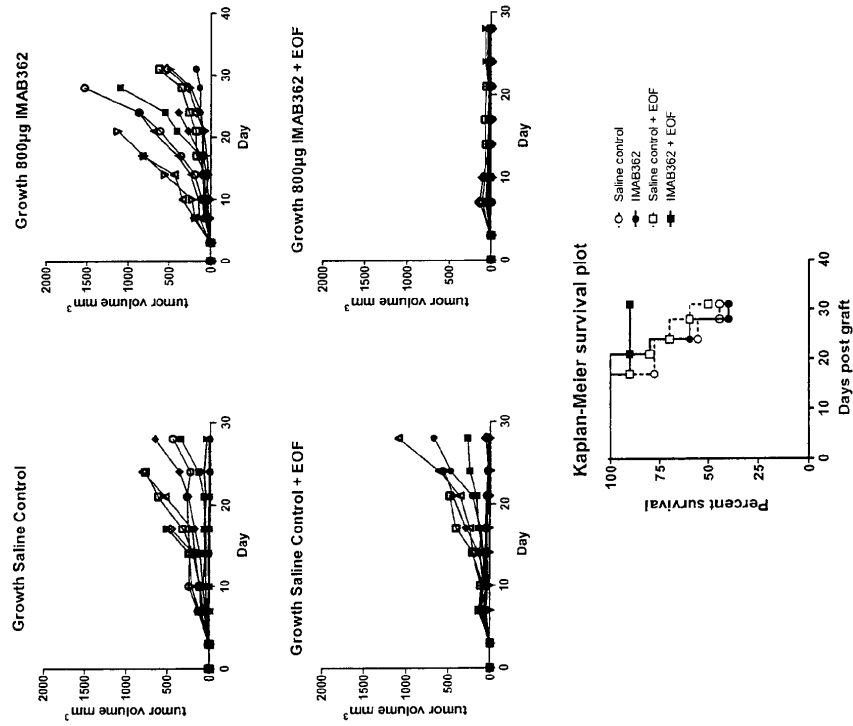 Growth Saline Control
2000
1500
1000
500
0
tumor volume mm3
0
10
20
30
Day
Growth 800µg IMAB362
2000
1500
1000
500
0
tumor volume mm3
0
10
20
30
40
Day
Growth Saline Control + EOF
2000
1500
1000
500
0
tumor volume mm3
0
10
20
30
Day
Growth 800µg IMAB362 + EOF
2000
1500
1000
500
0
tumor volume mm3
0
10
20
30
Day
Kaplan-Meier survival plot
100
75
50
25
0
Percent survival
0
10
20
30
40
Days post graft
Saline control
IMAB362
Saline control + EOF
IMAB362 + EOF